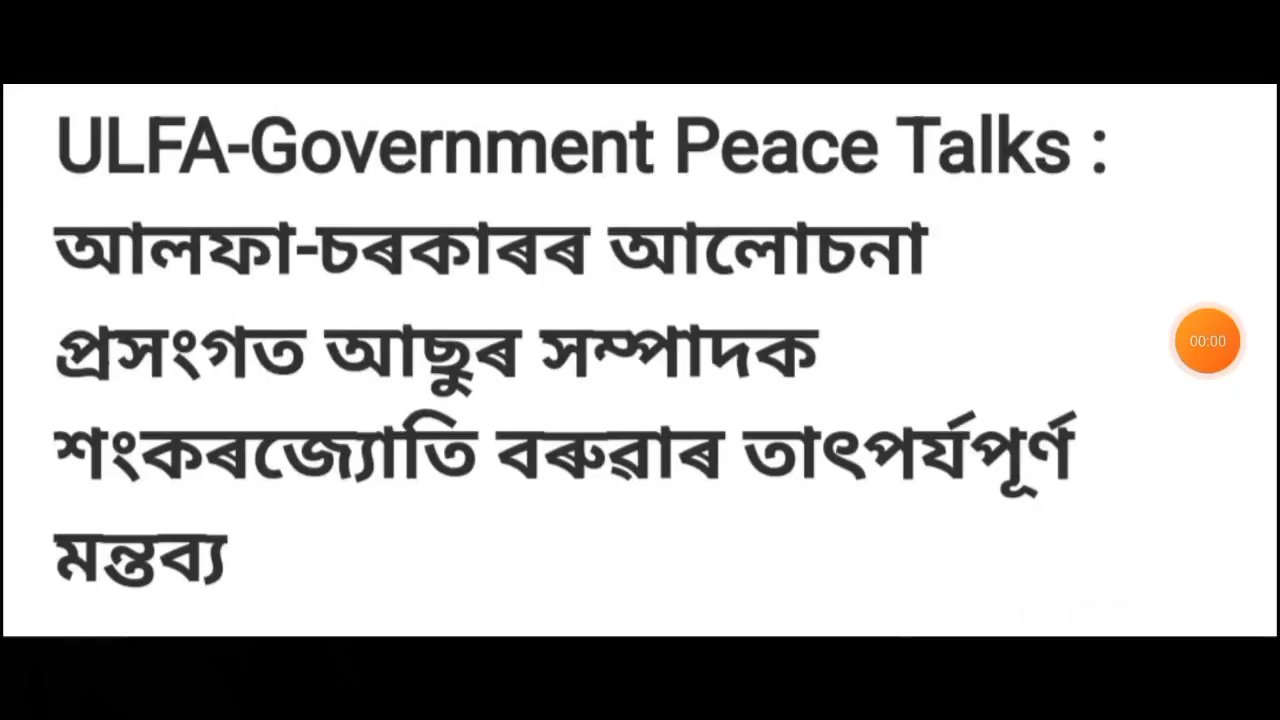 ULFA-Government Peace Talks :
আলফা-চৰকাৰৰ আলোচনা
প্ৰসংগত আছুৰ সম্পাদক
শংকৰজ্যোতি বৰুৱাৰ তাৎপৰ্যপূৰ্ণ
মন্তব্য
00:00